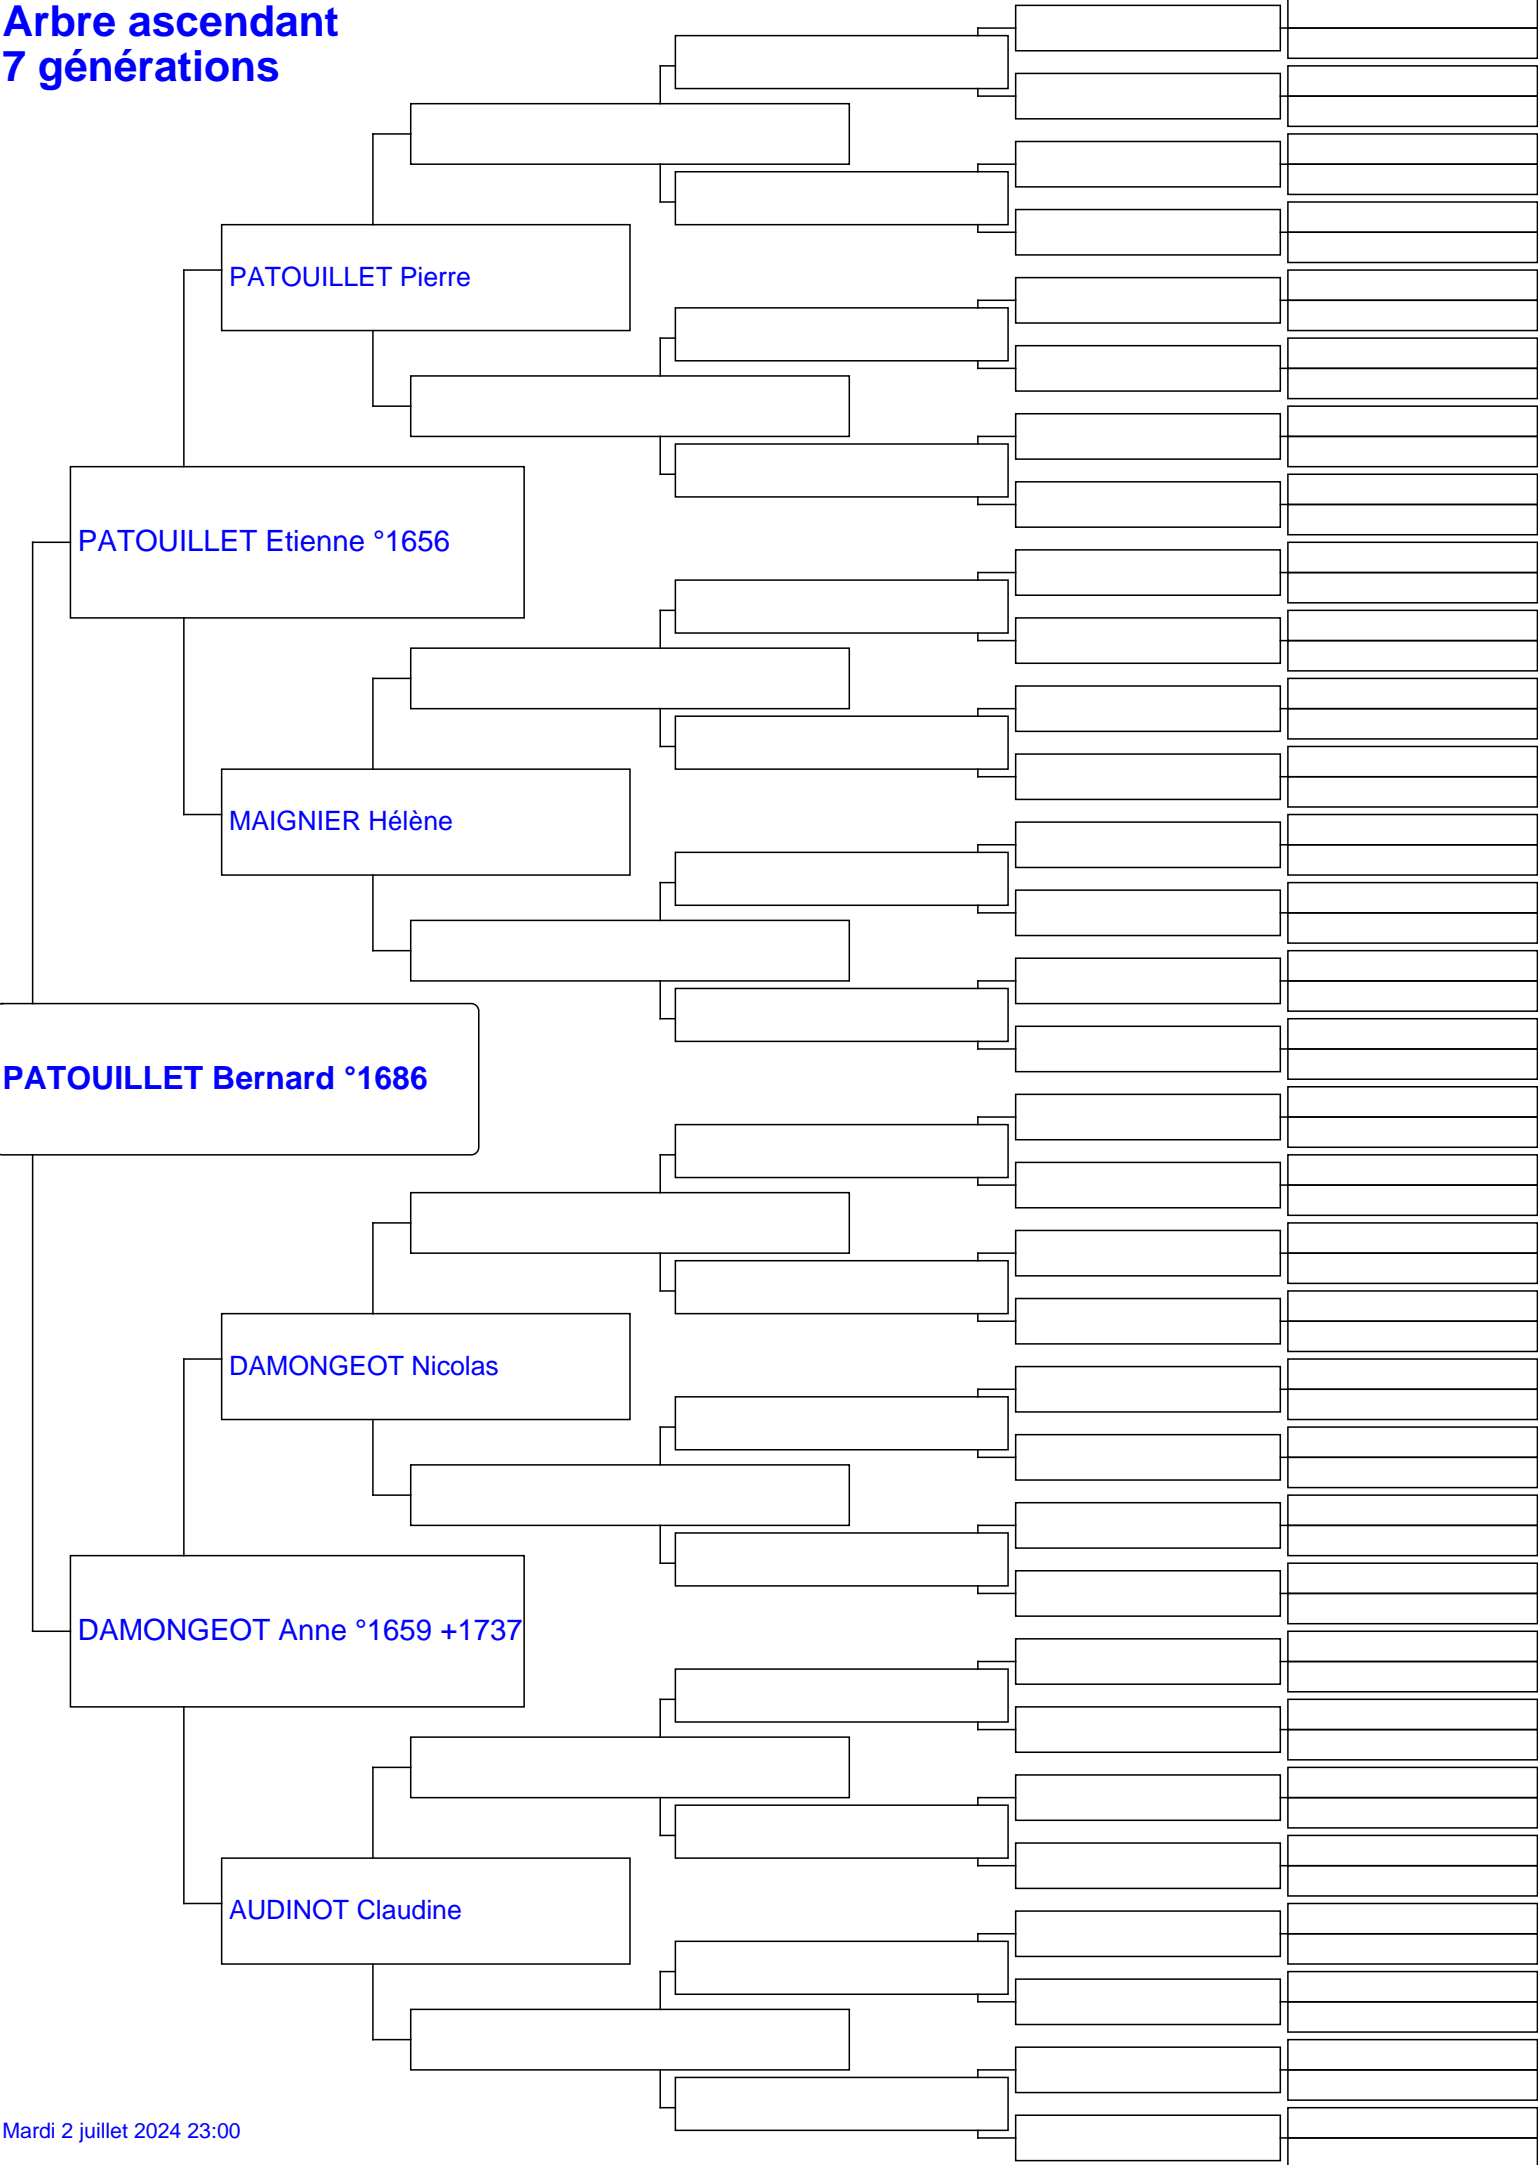 Arbre ascendant
7 générations
PATOUILLET Pierre
PATOUILLET Etienne °1656
MAIGNIER Hélène
PATOUILLET Bernard °1686
DAMONGEOT Nicolas
DAMONGEOT Anne °1659 +1737
AUDINOT Claudine
Mardi 2 juillet 2024 23:00